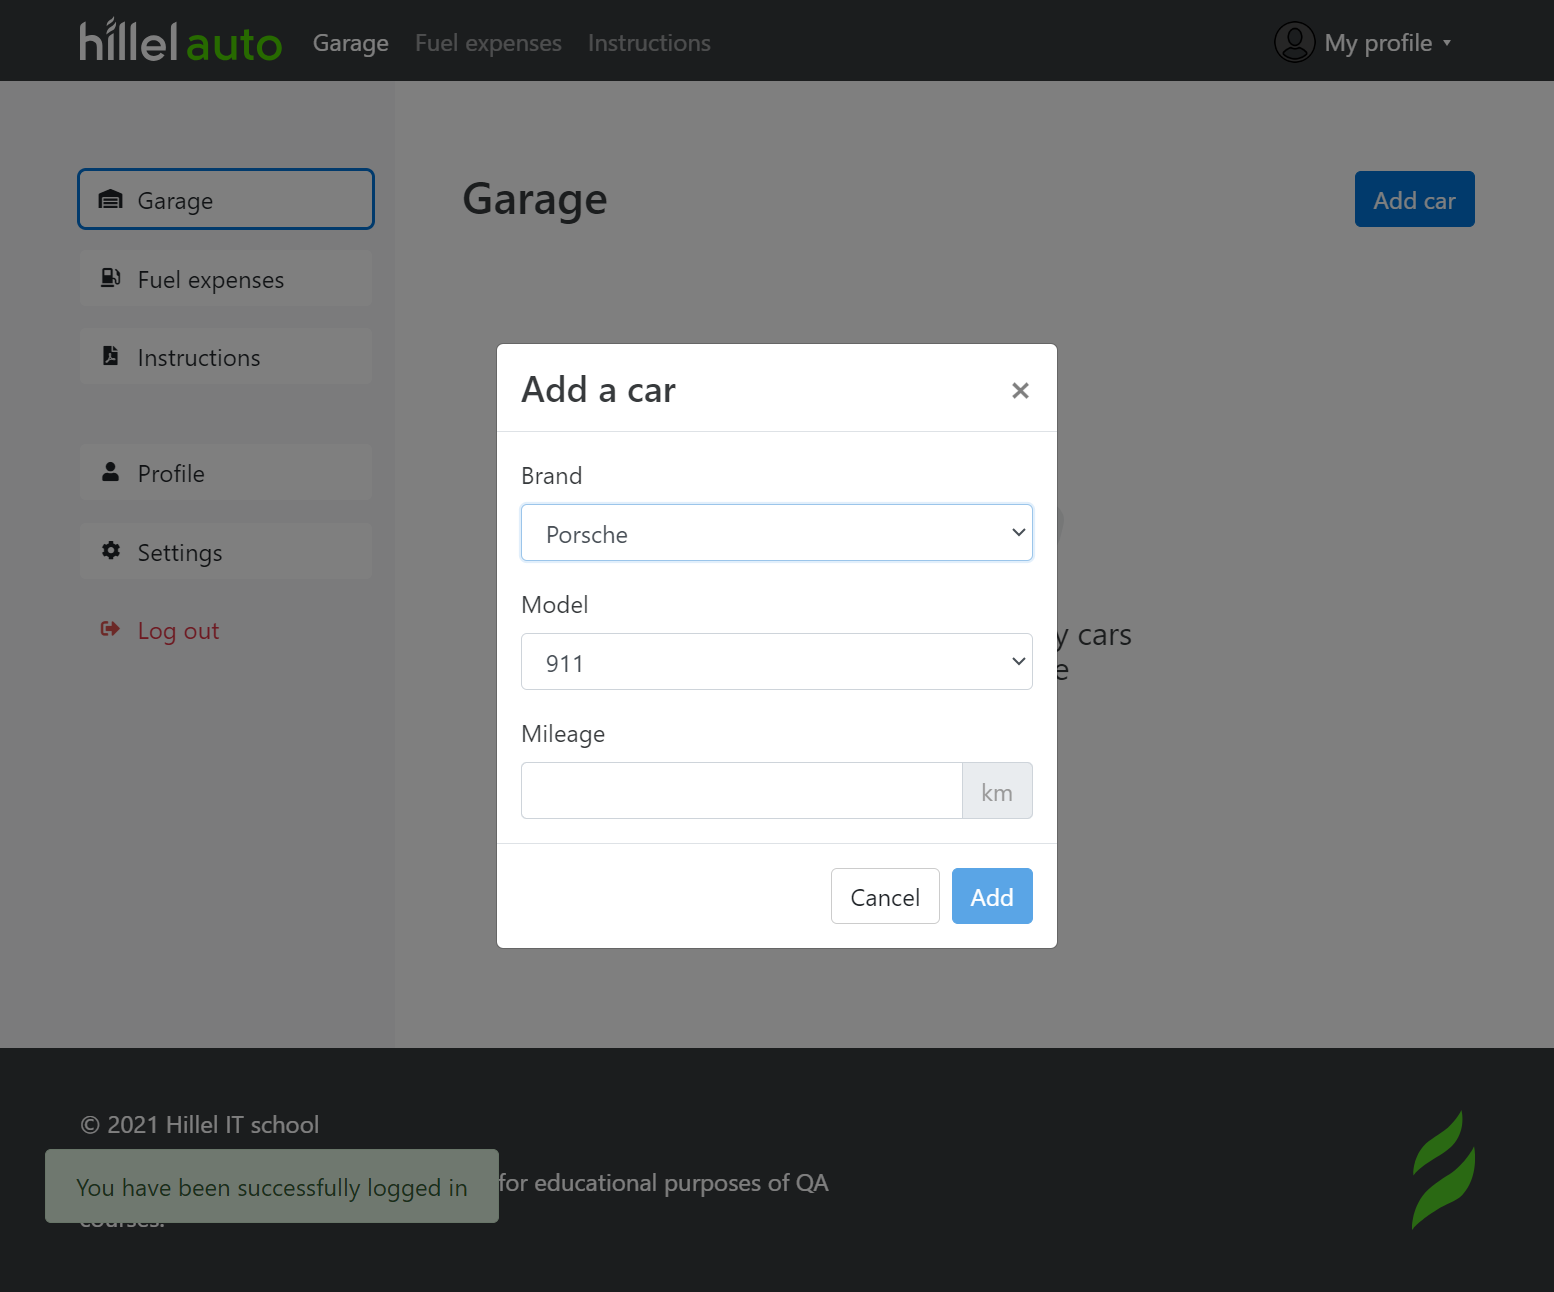 hillel auto
Garage
Fuel expenses
Instructions
My profile
Garage
Fuel expenses
Instructions
Profile
Settings
Log out
Garage
Add car
y cars
e
Add a car
×
Brand
Porsche
Model
911
Mileage
km
Cancel
Add
© 2021 Hillel IT school
for educational purposes of QA
courses.
You have been successfully logged in